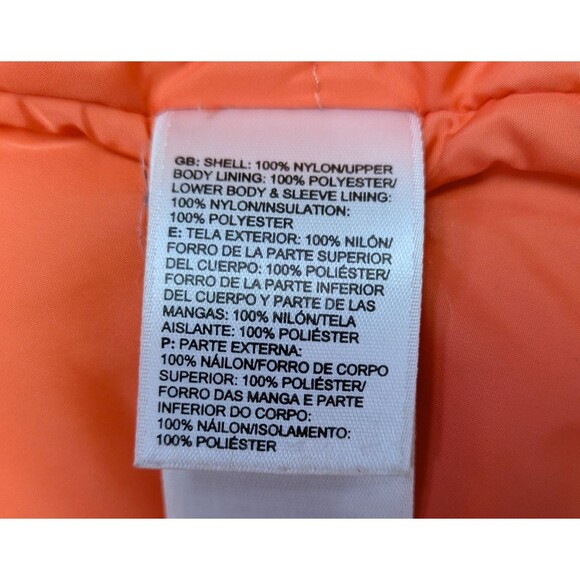 GB: SHELL: 100% NYLON/UPPER
BODY LINING: 100% POLYESTER/
LOWER BODY & SLEEVE LINING:
100% NYLON/INSULATION:
100% POLYESTER
E: TELA EXTERIOR: 100% NILÓN/
FORRO DE LA PARTE SUPERIOR
DEL CUERPO: 100% POLIÉSTER/
FORRO DE LA PARTE INFERIOR
DEL CUERPO Y PARTE DE LAS
MANGAS: 100% NILÓN/TELA
AISLANTE: 100% POLIÉSTER
P: PARTE EXTERNA:
100% NÁILON/FORRO DE CORPO
SUPERIOR: 100% POLIÉSTER/
FORRO DAS MANGA E PARTE
INFERIOR DO CORPO:
100% NÁILON/ISOLAMENTO:
100% POLIÉSTER